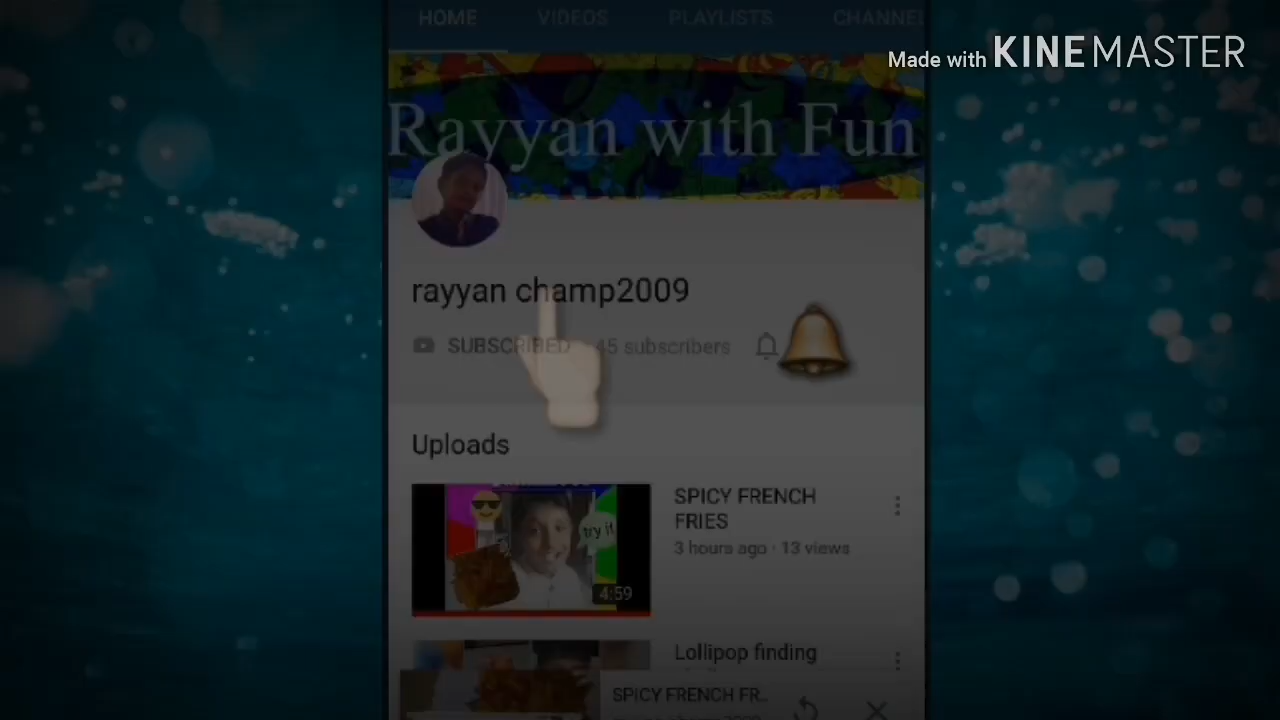 HOME VIDEOS PLAYLISTS CHANNEL
Made with KINEMASTER
Rayyan with Fun
rayyan champ2009
SUBSCRIBED 45 subscribers
Uploads
SPICY FRENCH
FRIES
3 hours ago · 13 views
try it
4:59
Lollipop finding
SPICY FRENCH FR..